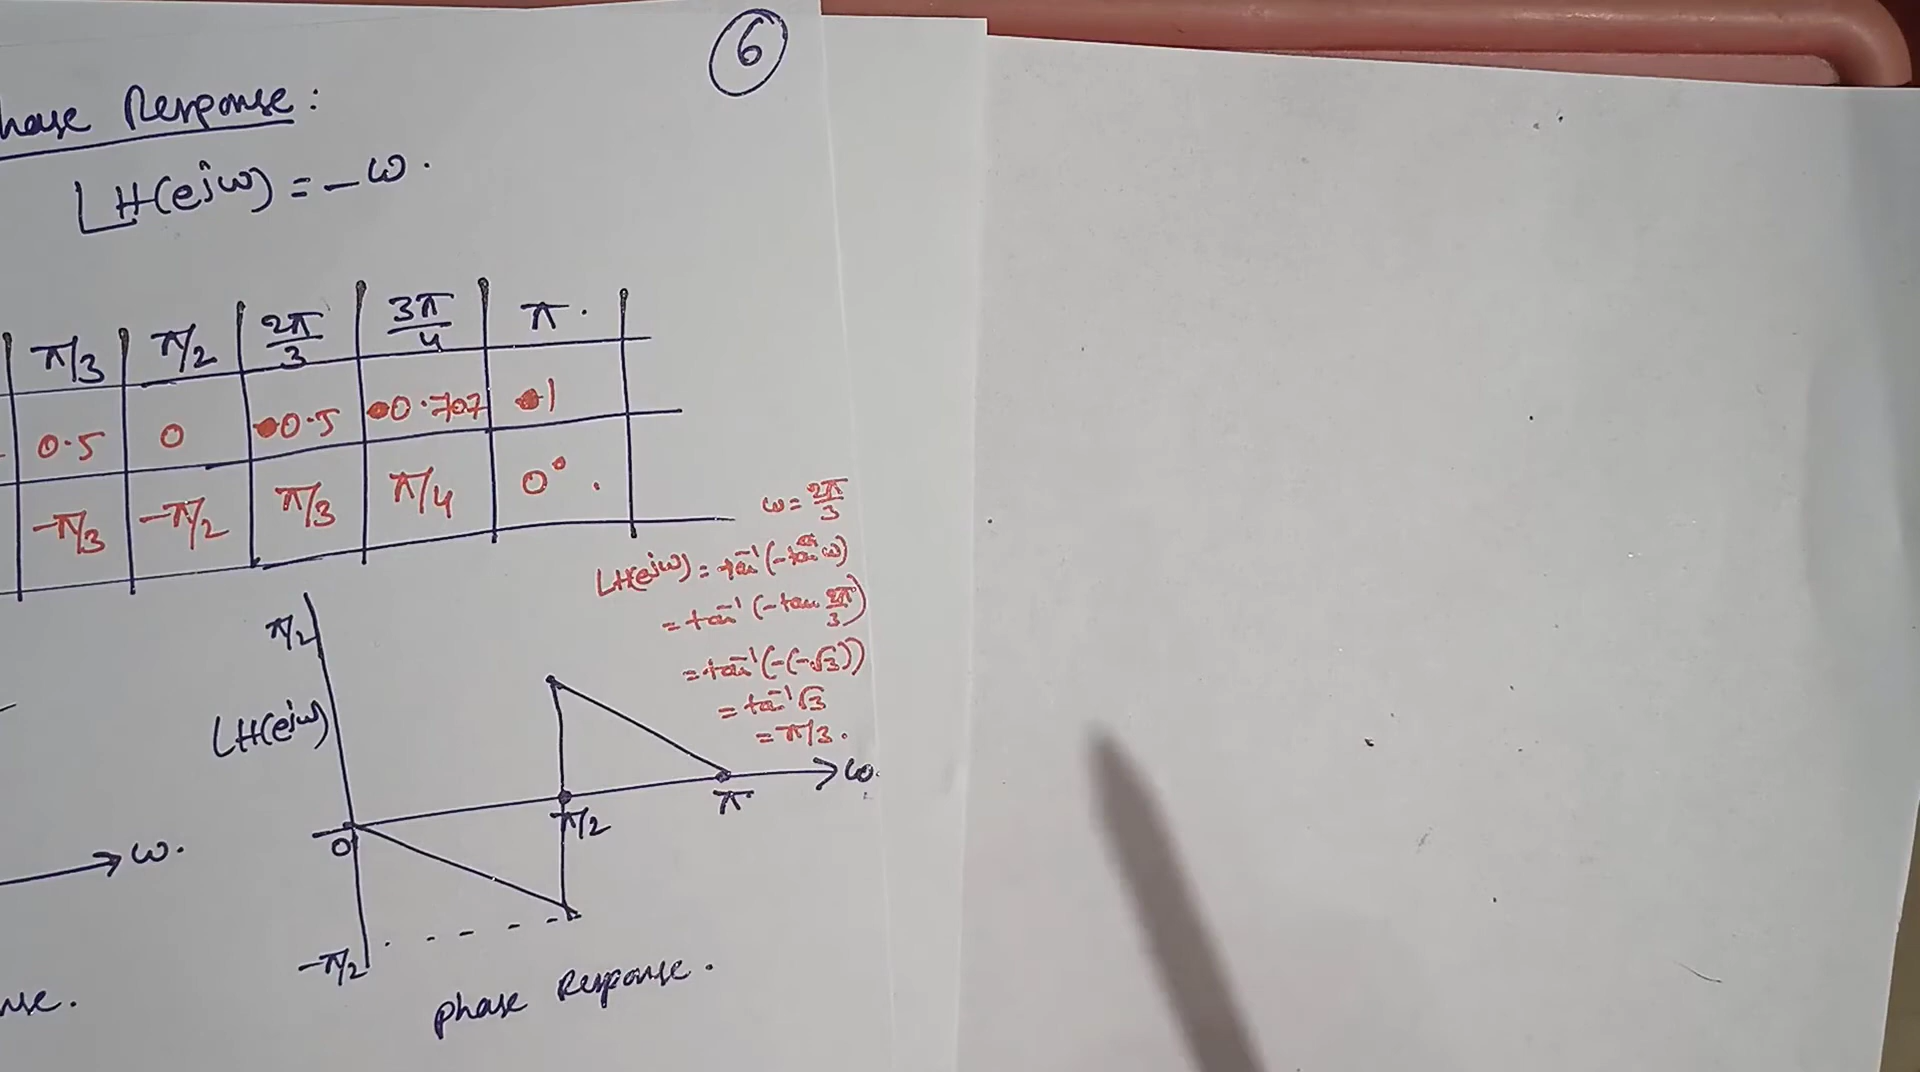 6
hase Response:
∠H(e^jω) = -ω.
π/3 | π/2 | 2π/3 | 3π/4 | π.
0.5 | 0 | 0.5 | 0.707 | 1
-π/3 | -π/2 | π/3 | π/4 | 0°.
ω = 2π/3
∠H(e^jω) = tan⁻¹(-tan ω)
= tan⁻¹(-tan 2π/3)
= tan⁻¹(-(-√3))
= tan⁻¹√3
= π/3.
π/2
∠H(e^jω)
0
π/2
π
ω.
-π/2
phase Response.
ω.
nse.